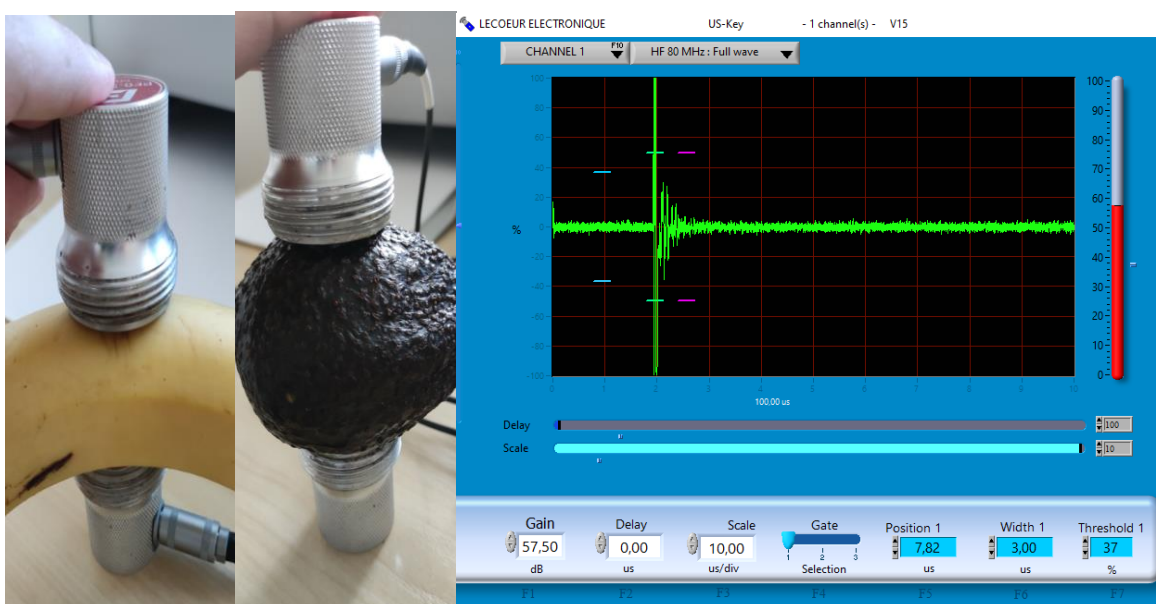 LECOEUR ELECTRONIQUE US-Key - 1 channel(s) - V15
CHANNEL 1 F10 HF 80 MHz : Full wave
100
80
60
40
20
%
0
-20
-40
-60
-80
-100
0 1 2 3 4 5 6 7 8 9 10
100,00 us
100-
90-
80-
70-
60-
50-
40-
30-
20-
10-
0-
Delay 100
Scale 10
Gain Delay Scale Gate Position 1 Width 1 Threshold 1
57,50 0,00 10,00 1 2 3 7,82 3,00 37
dB us us/div Selection us us %
F1 F2 F3 F4 F5 F6 F7